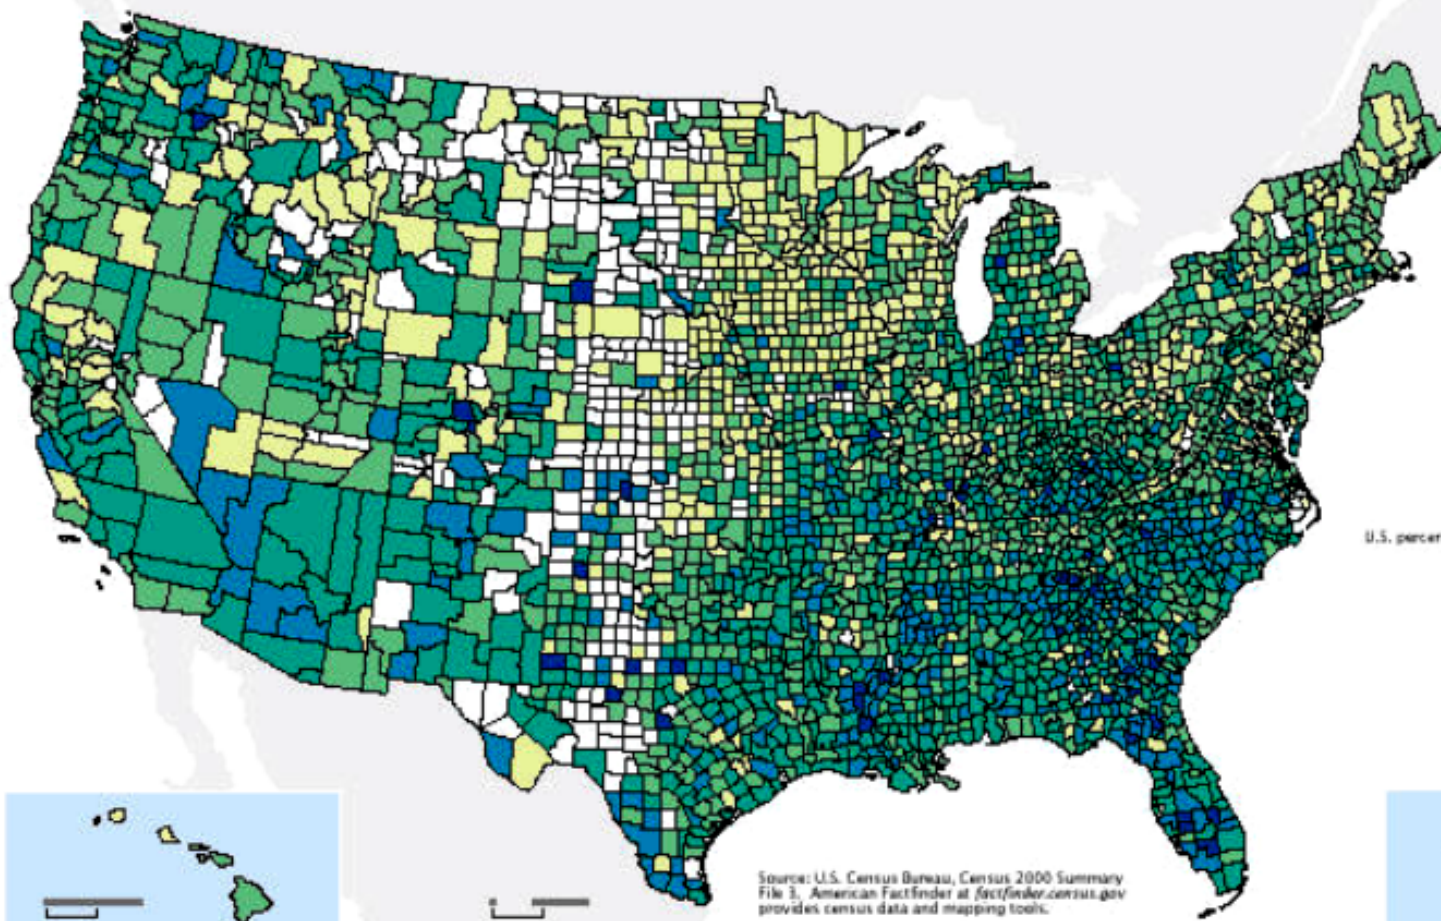 U.S. percen
Source: U.S. Census Bureau, Census 2000 Summary
File 3. American Factfinder at factfinder.census.gov
provides census data and mapping tools.